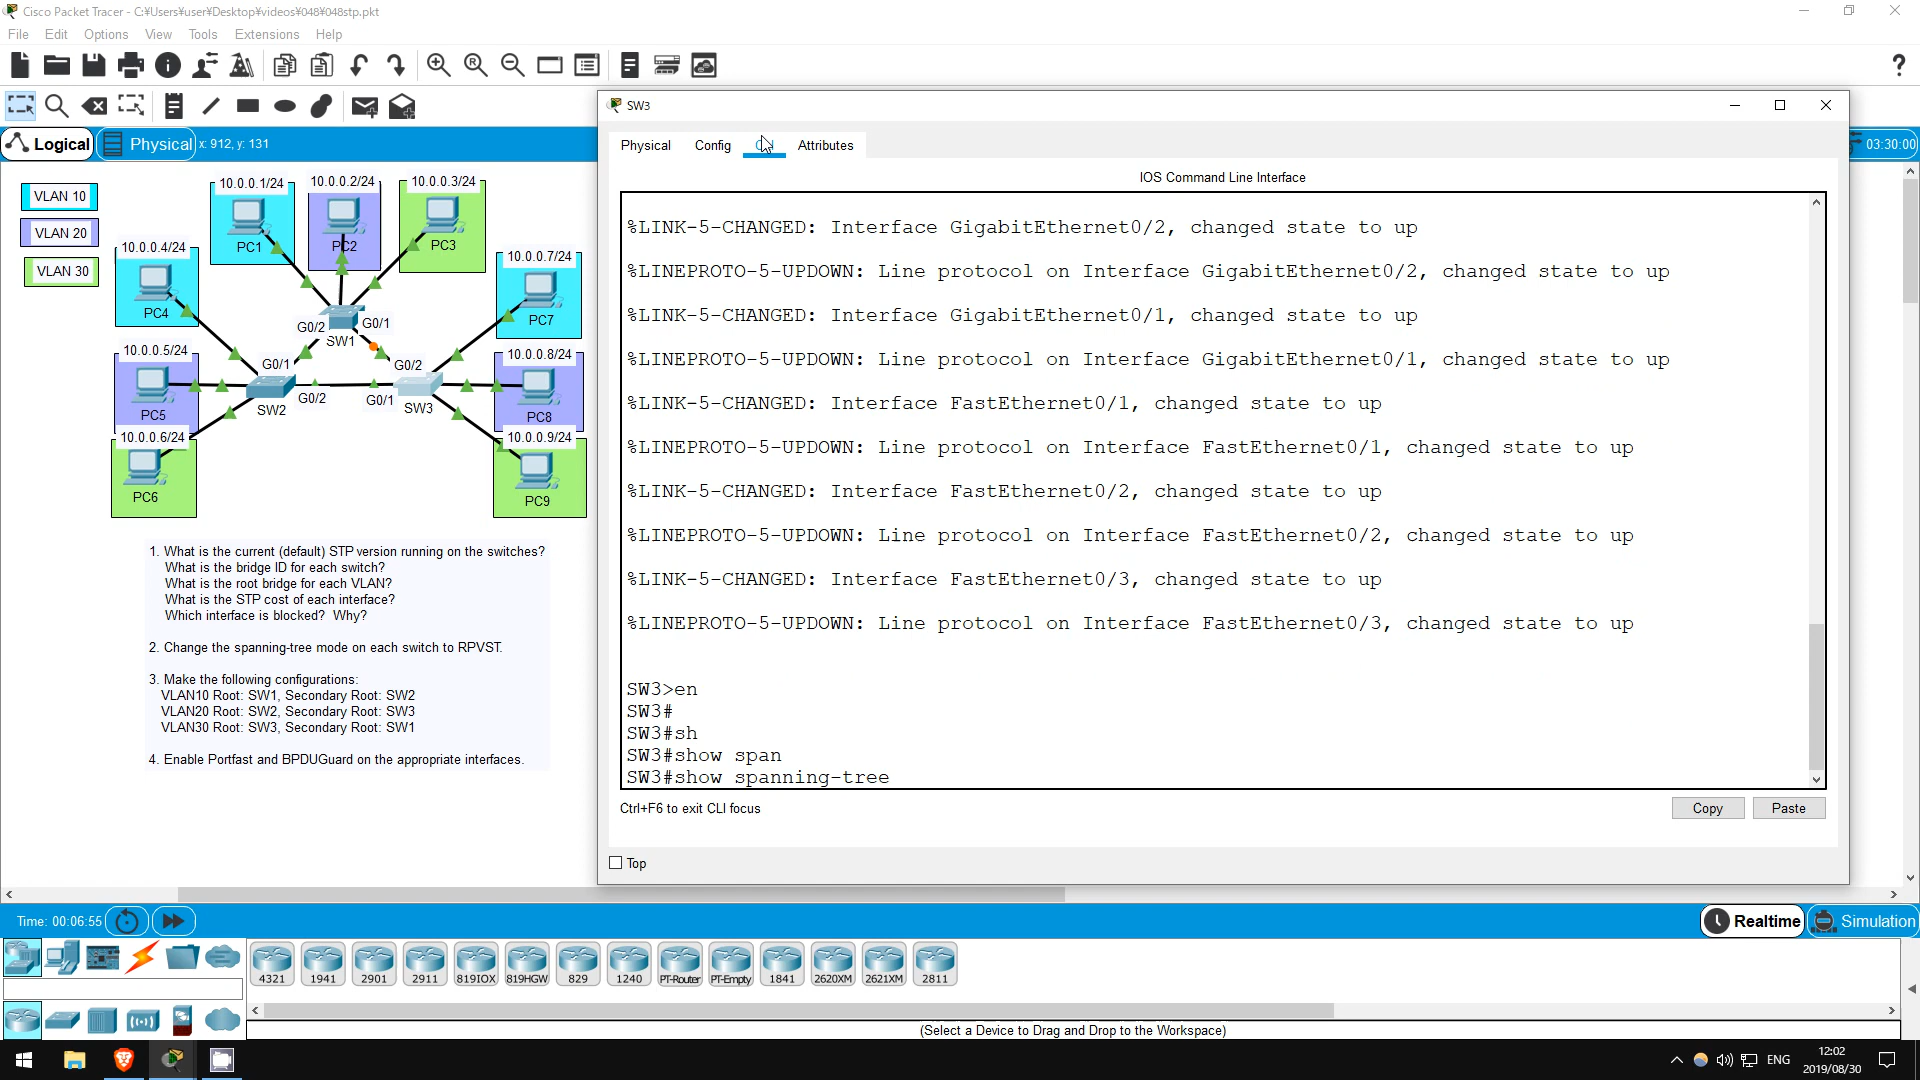 Cisco Packet Tracer - C:¥Users¥user¥Desktop¥videos¥048¥048stp.pkt
File Edit Options View Tools Extensions Help
Logical Physical x: 912, y: 131
03:30:00
VLAN 10
VLAN 20
VLAN 30
10.0.0.1/24
PC1
10.0.0.2/24
PC2
10.0.0.3/24
PC3
10.0.0.4/24
PC4
10.0.0.5/24
PC5
10.0.0.6/24
PC6
10.0.0.7/24
PC7
10.0.0.8/24
PC8
10.0.0.9/24
PC9
G0/2 G0/1
SW1
G0/1
G0/2
SW2
G0/2
G0/1
SW3
1. What is the current (default) STP version running on the switches?
What is the bridge ID for each switch?
What is the root bridge for each VLAN?
What is the STP cost of each interface?
Which interface is blocked? Why?
2. Change the spanning-tree mode on each switch to RPVST.
3. Make the following configurations:
VLAN10 Root: SW1, Secondary Root: SW2
VLAN20 Root: SW2, Secondary Root: SW3
VLAN30 Root: SW3, Secondary Root: SW1
4. Enable Portfast and BPDUGuard on the appropriate interfaces.
SW3
Physical Config Attributes
IOS Command Line Interface
%LINK-5-CHANGED: Interface GigabitEthernet0/2, changed state to up
%LINEPROTO-5-UPDOWN: Line protocol on Interface GigabitEthernet0/2, changed state to up
%LINK-5-CHANGED: Interface GigabitEthernet0/1, changed state to up
%LINEPROTO-5-UPDOWN: Line protocol on Interface GigabitEthernet0/1, changed state to up
%LINK-5-CHANGED: Interface FastEthernet0/1, changed state to up
%LINEPROTO-5-UPDOWN: Line protocol on Interface FastEthernet0/1, changed state to up
%LINK-5-CHANGED: Interface FastEthernet0/2, changed state to up
%LINEPROTO-5-UPDOWN: Line protocol on Interface FastEthernet0/2, changed state to up
%LINK-5-CHANGED: Interface FastEthernet0/3, changed state to up
%LINEPROTO-5-UPDOWN: Line protocol on Interface FastEthernet0/3, changed state to up
SW3>en
SW3#
SW3#sh
SW3#show span
SW3#show spanning-tree
Ctrl+F6 to exit CLI focus
Copy Paste
Top
Time: 00:06:55
Realtime Simulation
4321 1941 2901 2911 819IOX 819HGW 829 1240 PT-Router PT-Empty 1841 2620XM 2621XM 2811
(Select a Device to Drag and Drop to the Workspace)
ENG
12:02
2019/08/30